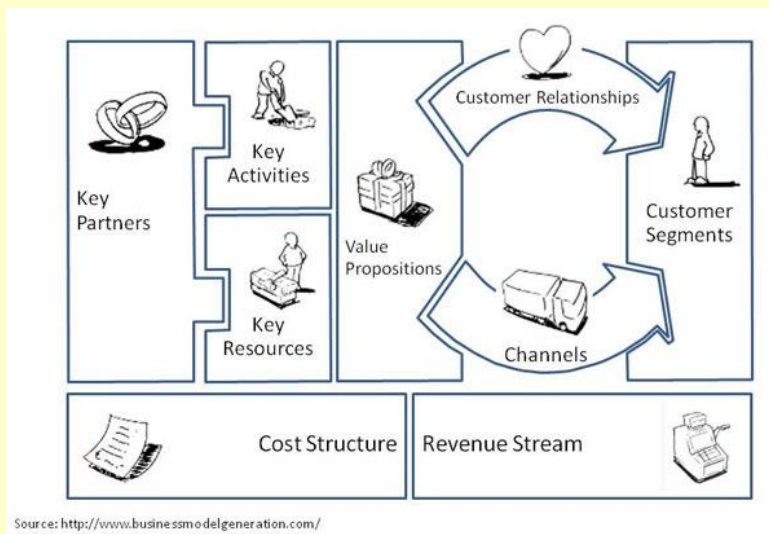 Key
Partners
Key
Activities
Key
Resources
Value
Propositions
Customer Relationships
Channels
Customer
Segments
Cost Structure
Revenue Stream
Source: http://www.businessmodelgeneration.com/